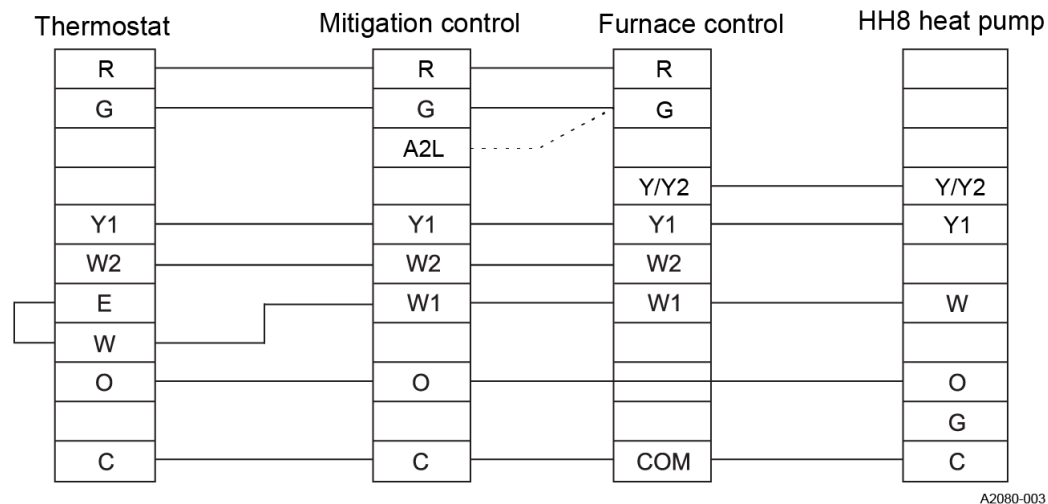 Thermostat Mitigation control Furnace control HH8 heat pump
R R R
G G G
A2L
Y/Y2 Y/Y2
Y1 Y1 Y1 Y1
W2 W2 W2
E W1 W1 W
W
O O O
G
C C COM C
A2080-003